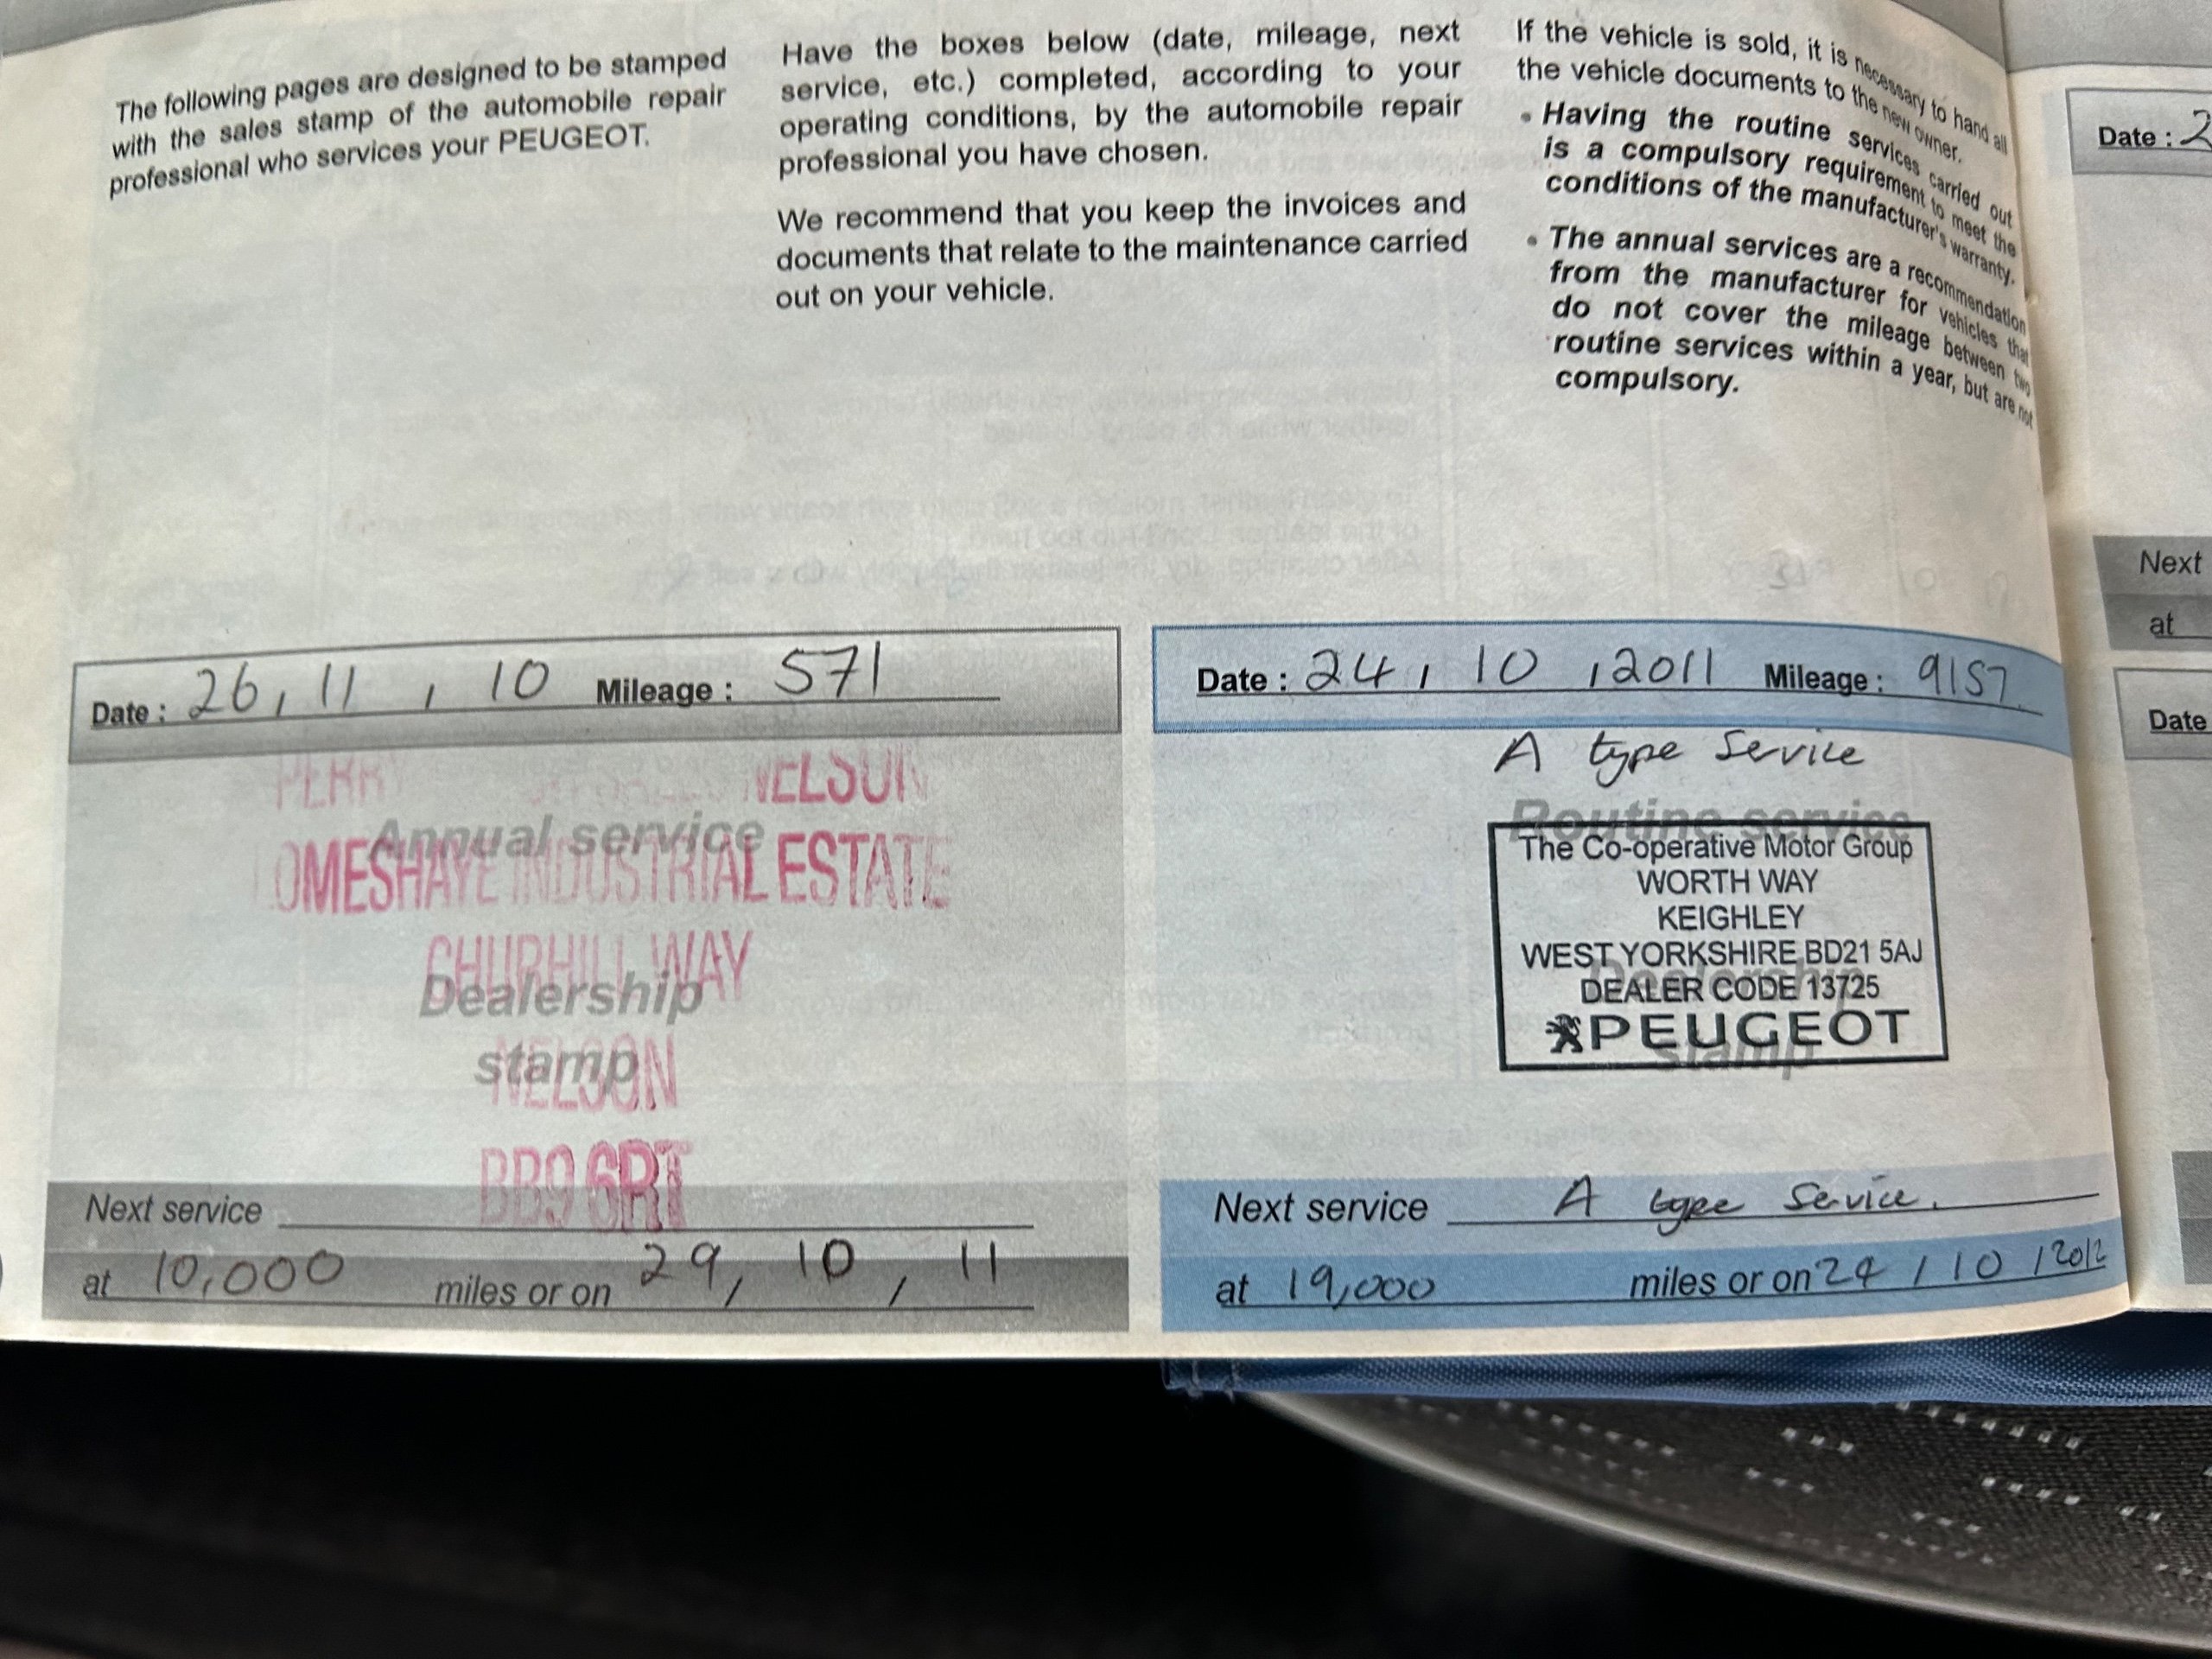 The following pages are designed to be stamped
with the sales stamp of the automobile repair
professional who services your PEUGEOT.
Have the boxes below (date, mileage, next
service, etc.) completed, according to your
operating conditions, by the automobile repair
professional you have chosen.
We recommend that you keep the invoices and
documents that relate to the maintenance carried
out on your vehicle.
If the vehicle is sold, it is necessary to hand all
the vehicle documents to the new owner.
• Having the routine services carried out
is a compulsory requirement to meet the
conditions of the manufacturer's warranty.
• The annual services are a recommendation
from the manufacturer for vehicles that
do not cover the mileage between two
routine services within a year, but are not
compulsory.
Date : 26, 11, 10 Mileage : 571
PERRY NELSON
Annual service
LOMESHAYE INDUSTRIAL ESTATE
CHURHILL WAY
Dealership
stamp
NELSON
BB9 6RT
Next service
at 10,000 miles or on 29, 10, 11
Date : 24, 10, 2011 Mileage : 9157
A type Service
Routine service
The Co-operative Motor Group
WORTH WAY
KEIGHLEY
WEST YORKSHIRE BD21 5AJ
DEALER CODE 13725
Dealership
PEUGEOT
stamp
Next service A type Service.
at 19,000 miles or on 24 / 10 / 2012
Date : 2
Next
at
Date